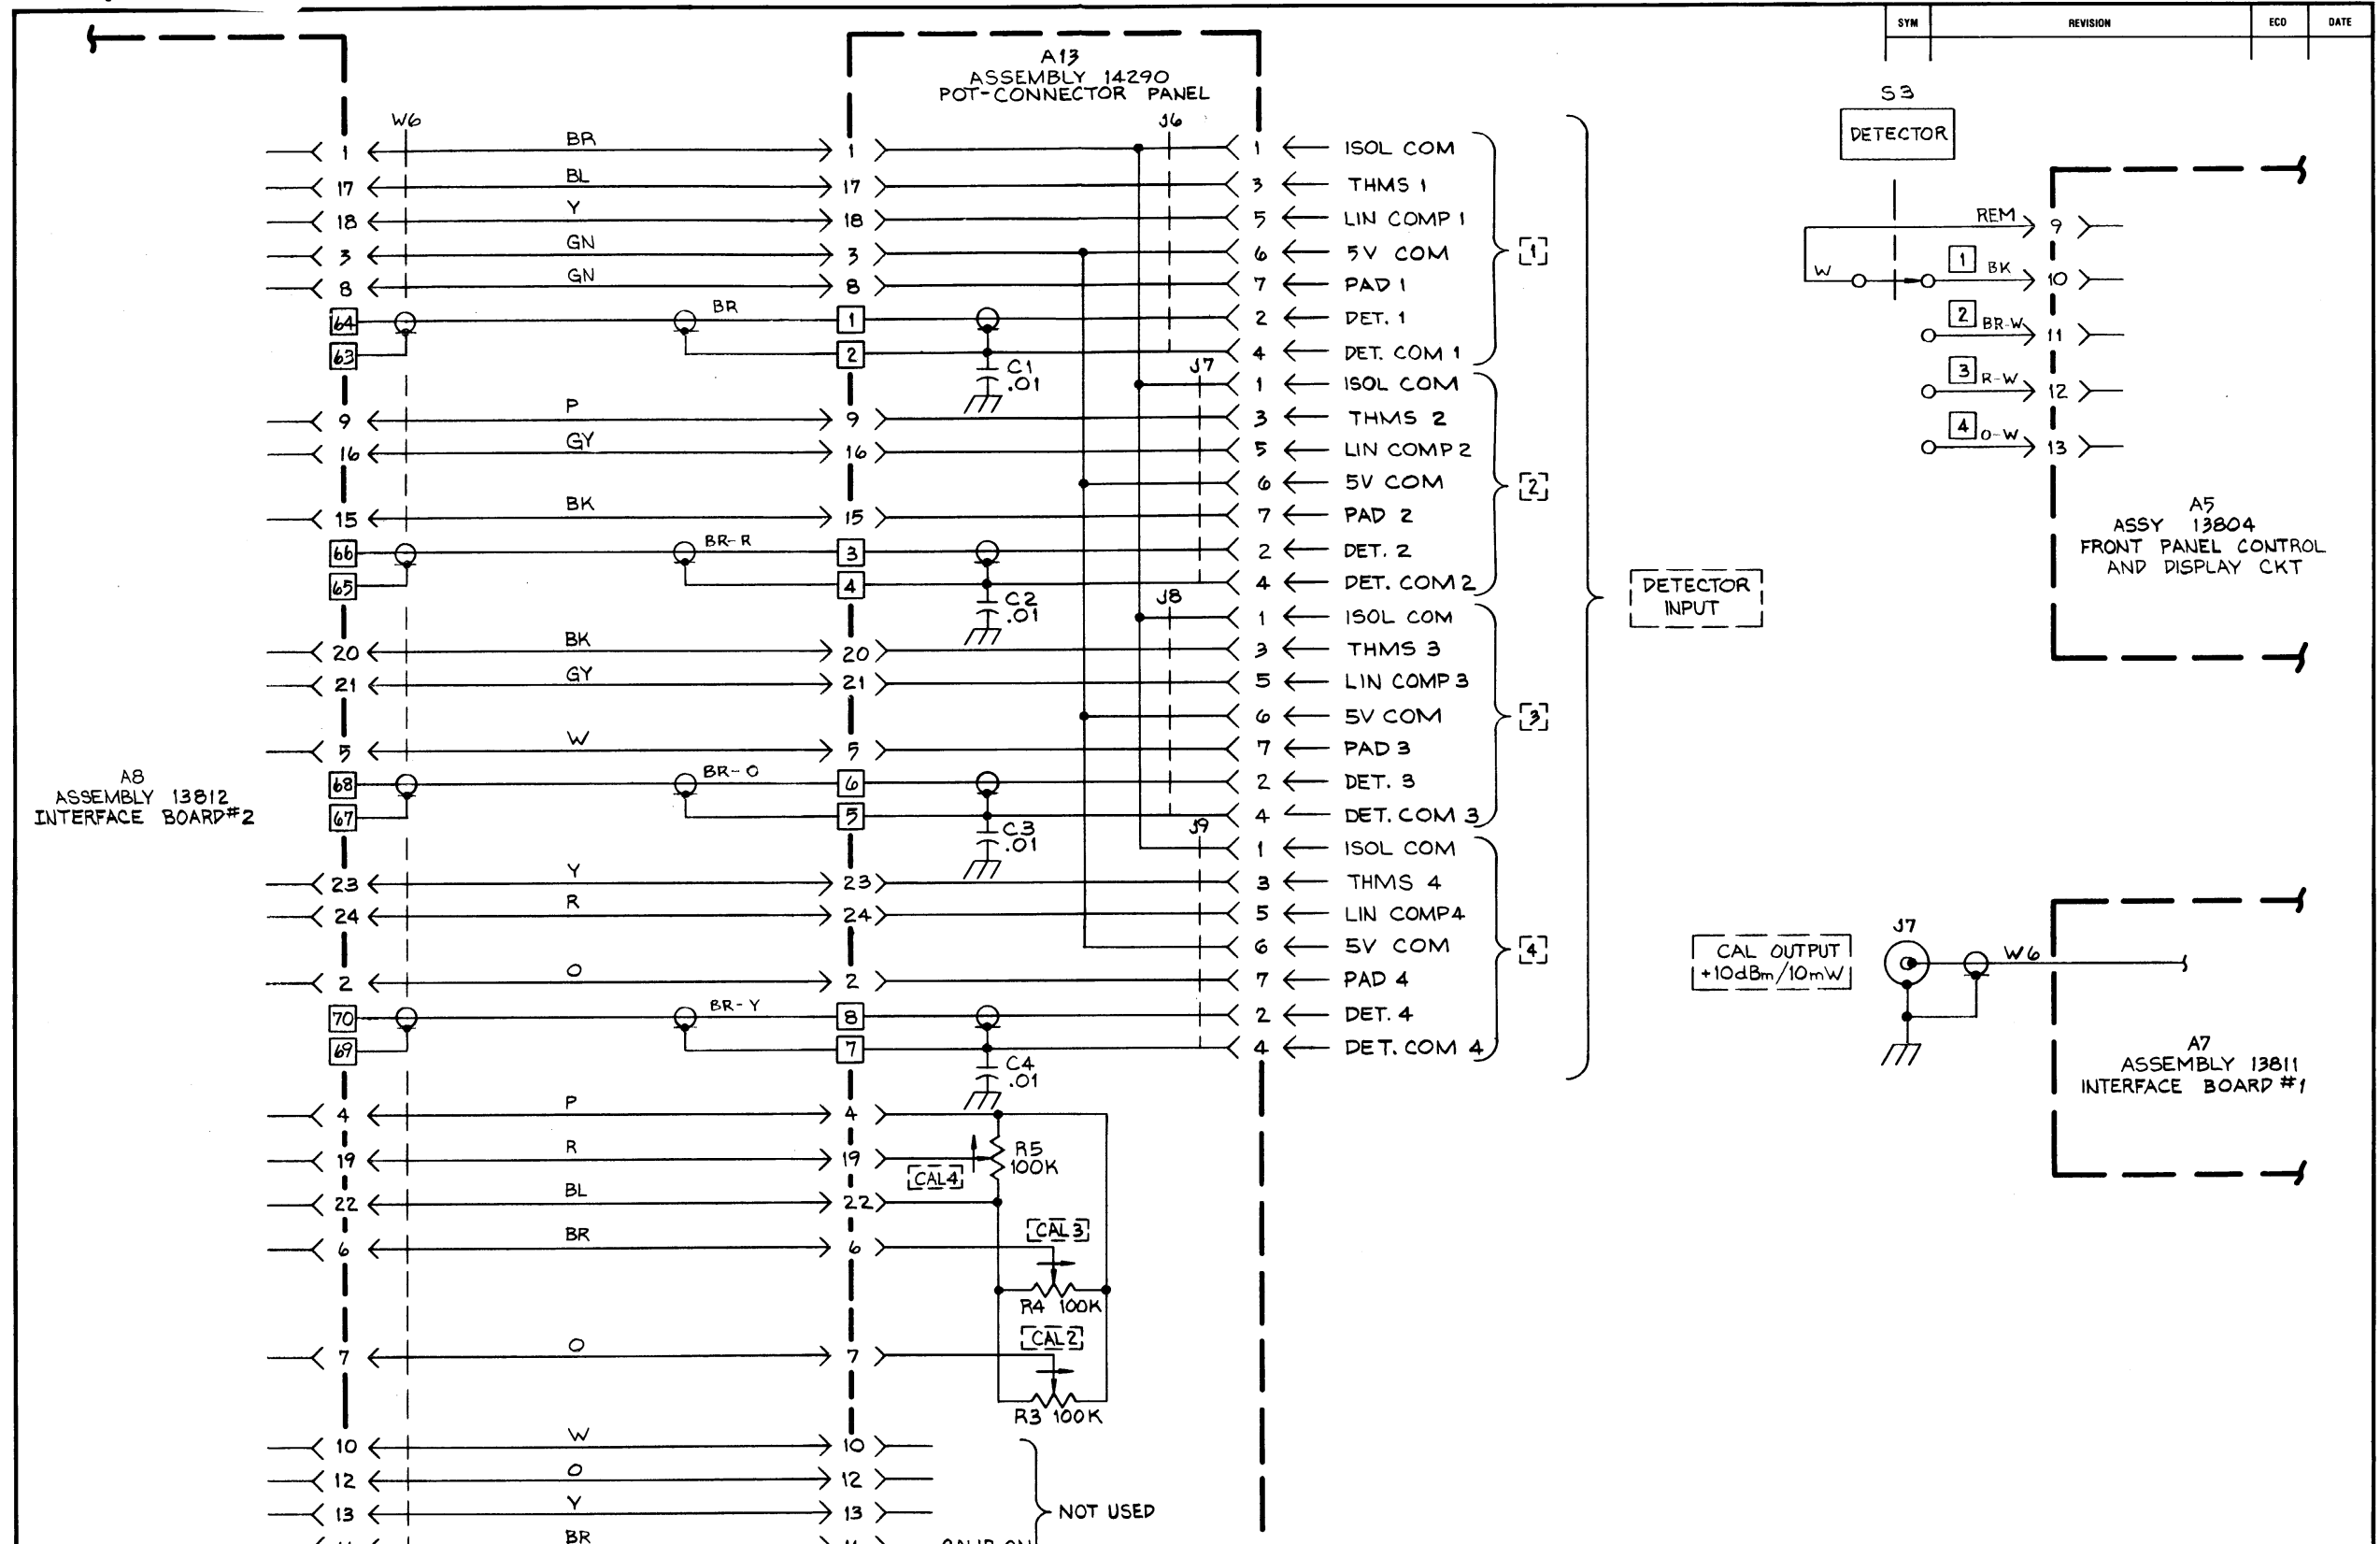 SYM REVISION ECO DATE
A13
ASSEMBLY 14290
POT-CONNECTOR PANEL
W6 J6
1 BR 1 1 ISOL COM
17 BL 17 3 THMS 1
18 Y 18 5 LIN COMP 1
3 GN 3 6 5V COM [1]
8 GN 8 7 PAD 1
64 BR 1 2 DET. 1
63 2 4 DET. COM 1
C1
.01
J7
1 ISOL COM
9 P 9 3 THMS 2
16 GY 16 5 LIN COMP 2
6 5V COM [2]
15 BK 15 7 PAD 2
66 BR-R 3 2 DET. 2
65 4 4 DET. COM 2
C2
.01
J8
1 ISOL COM
20 BK 20 3 THMS 3
21 GY 21 5 LIN COMP 3
6 5V COM [3]
5 W 5 7 PAD 3
68 BR-O 6 2 DET. 3
67 5 4 DET. COM 3
C3
.01
J9
1 ISOL COM
23 Y 23 3 THMS 4
24 R 24 5 LIN COMP4
6 5V COM [4]
2 O 2 7 PAD 4
70 BR-Y 8 2 DET. 4
69 7 4 DET. COM 4
C4
.01
DETECTOR
INPUT
A8
ASSEMBLY 13812
INTERFACE BOARD#2
4 P 4
19 R 19
R5
100K
CAL4
22 BL 22
6 BR 6
CAL 3
R4 100K
7 O 7
CAL 2
R3 100K
10 W 10
12 O 12
13 Y 13
NOT USED
BR
S3
DETECTOR
REM 9
W 1 BK 10
2 BR-W 11
3 R-W 12
4 O-W 13
A5
ASSY 13804
FRONT PANEL CONTROL
AND DISPLAY CKT
J7
CAL OUTPUT
+10dBm/10mW
W6
A7
ASSEMBLY 13811
INTERFACE BOARD #1